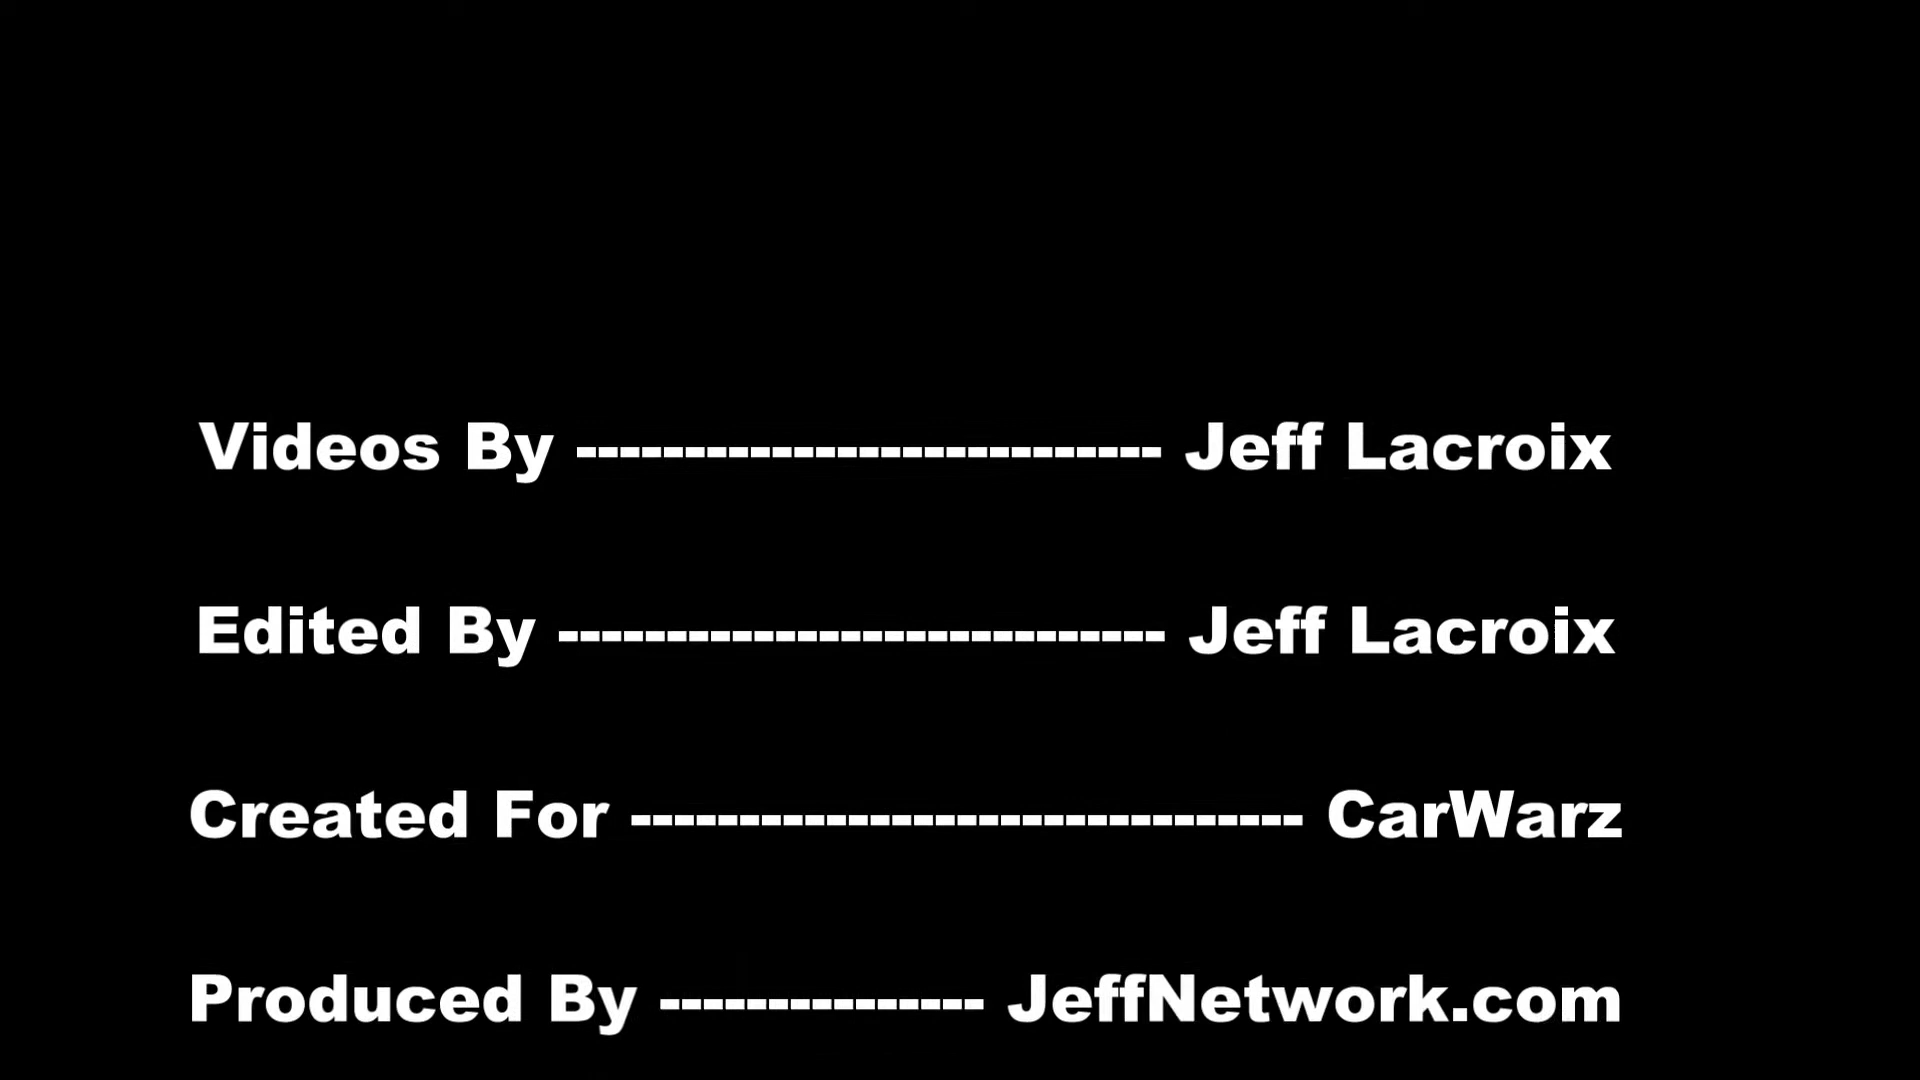 Videos By --------------------------- Jeff Lacroix
Edited By ---------------------------- Jeff Lacroix
Created For ------------------------------- CarWarz
Produced By --------------- JeffNetwork.com